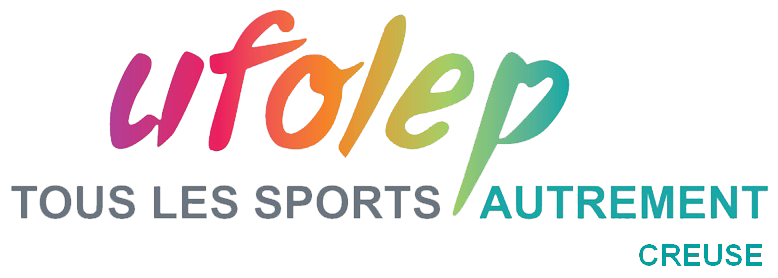 ufolep
TOUS LES SPORTS AUTREMENT
CREUSE